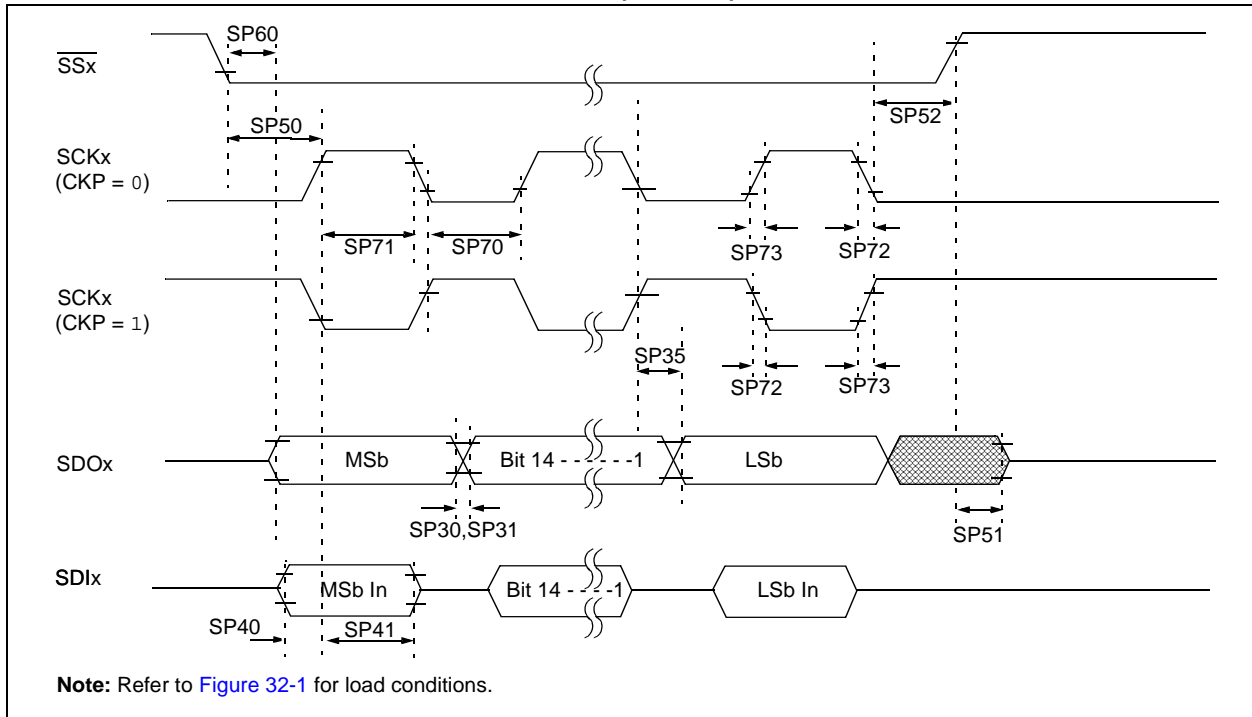 SP60
SSx
SP50
SP52
SCKx
(CKP = 0)
SP71
SP70
SP73
SP72
SCKx
(CKP = 1)
SP35
SP72
SP73
SDOx
MSb
Bit 14 - - - - - -1
LSb
SP30,SP31
SP51
SDIx
MSb In
Bit 14 - - - -1
LSb In
SP40
SP41
Note: Refer to Figure 32-1 for load conditions.